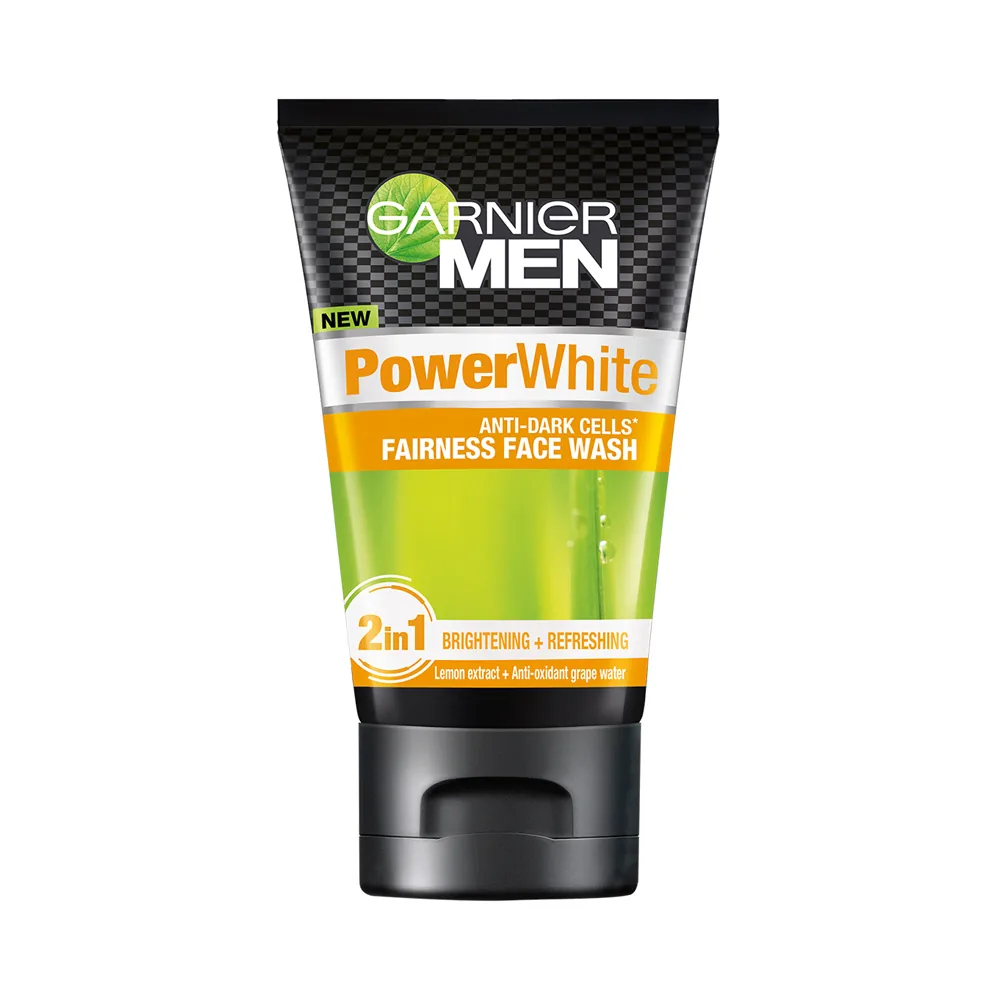 GARNIER
MEN
NEW
PowerWhite
ANTI-DARK CELLS*
FAIRNESS FACE WASH
2in1
BRIGHTENING + REFRESHING
Lemon extract + Anti-oxidant grape water